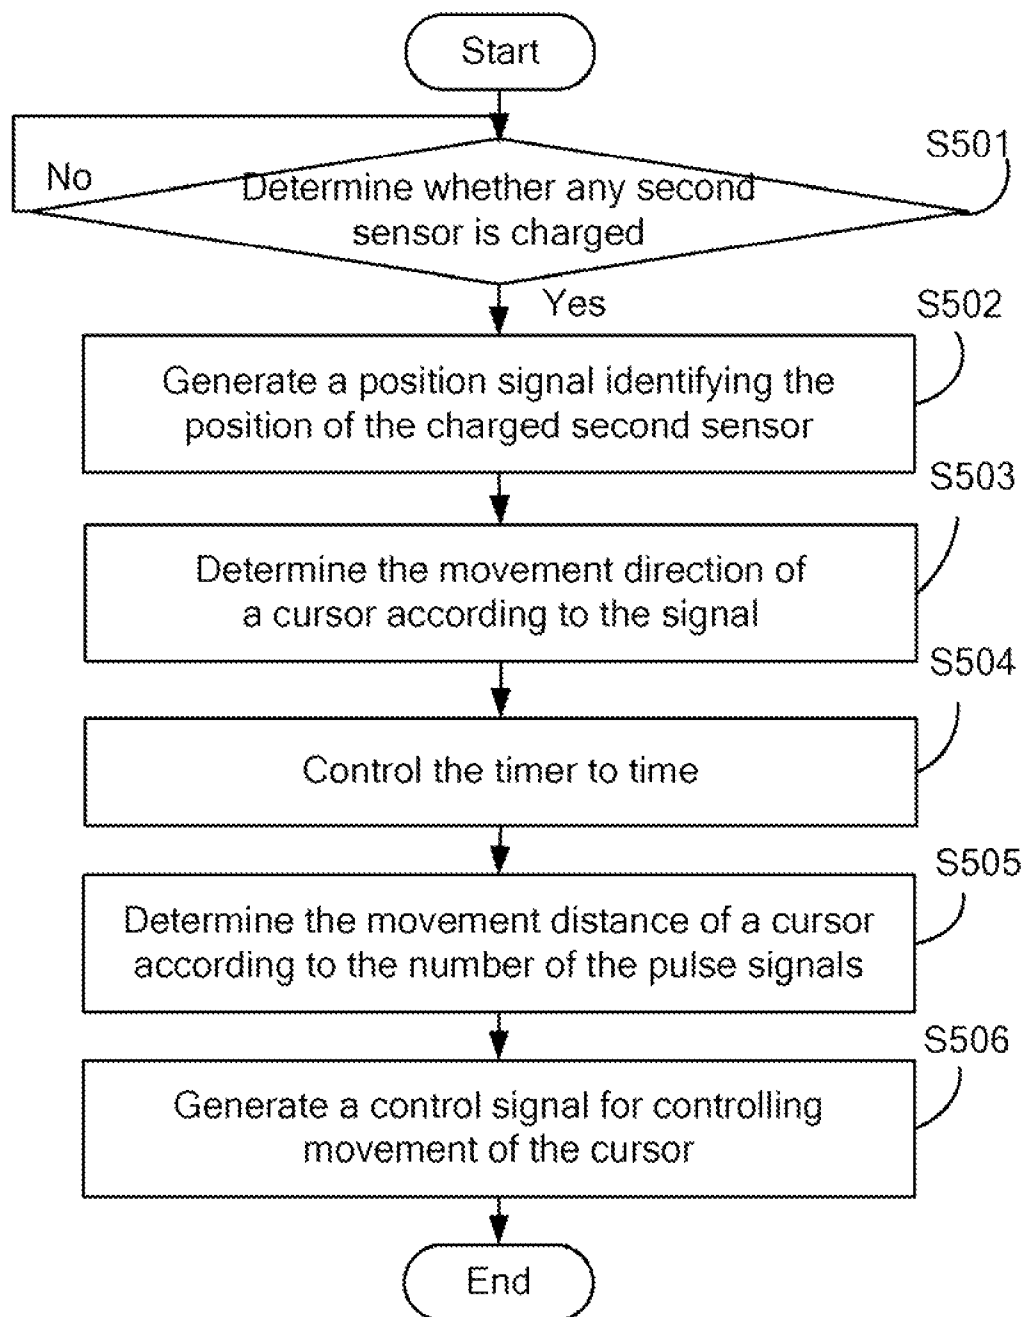 Start
S501
No
Determine whether any second
sensor is charged
Yes
S502
Generate a position signal identifying the
position of the charged second sensor
S503
Determine the movement direction of
a cursor according to the signal
S504
Control the timer to time
S505
Determine the movement distance of a cursor
according to the number of the pulse signals
S506
Generate a control signal for controlling
movement of the cursor
End